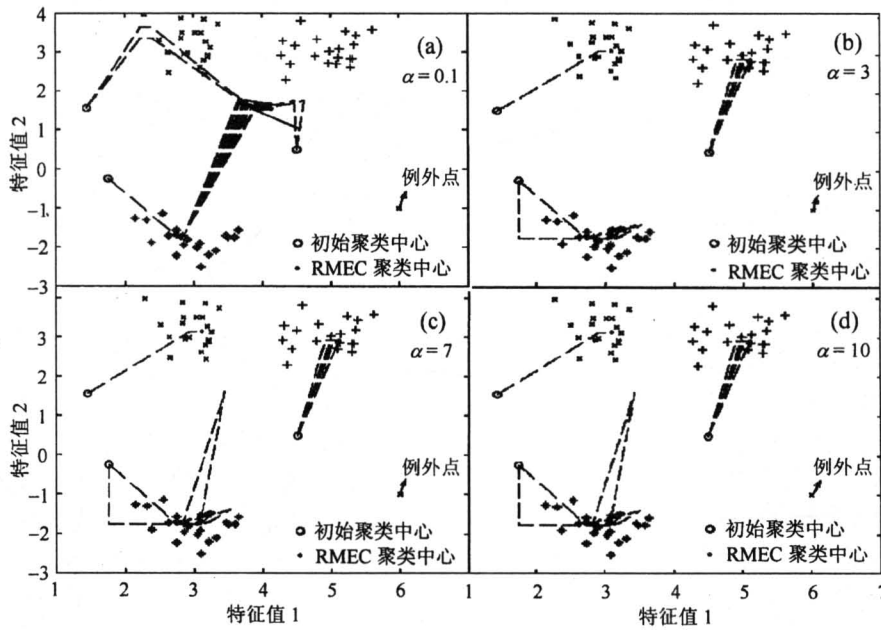 4
3
2
1
0
−1
−2
−3
特征值 2
(a)
α = 0.1
例外点
初始聚类中心
RMEC 聚类中心
(b)
α = 3
例外点
初始聚类中心
RMEC 聚类中心
3
2
1
0
−1
−2
−3
特征值 2
(c)
α = 7
例外点
初始聚类中心
RMEC 聚类中心
(d)
α = 10
例外点
初始聚类中心
RMEC 聚类中心
1 2 3 4 5 6
1 2 3 4 5 6 7
特征值 1
特征值 1